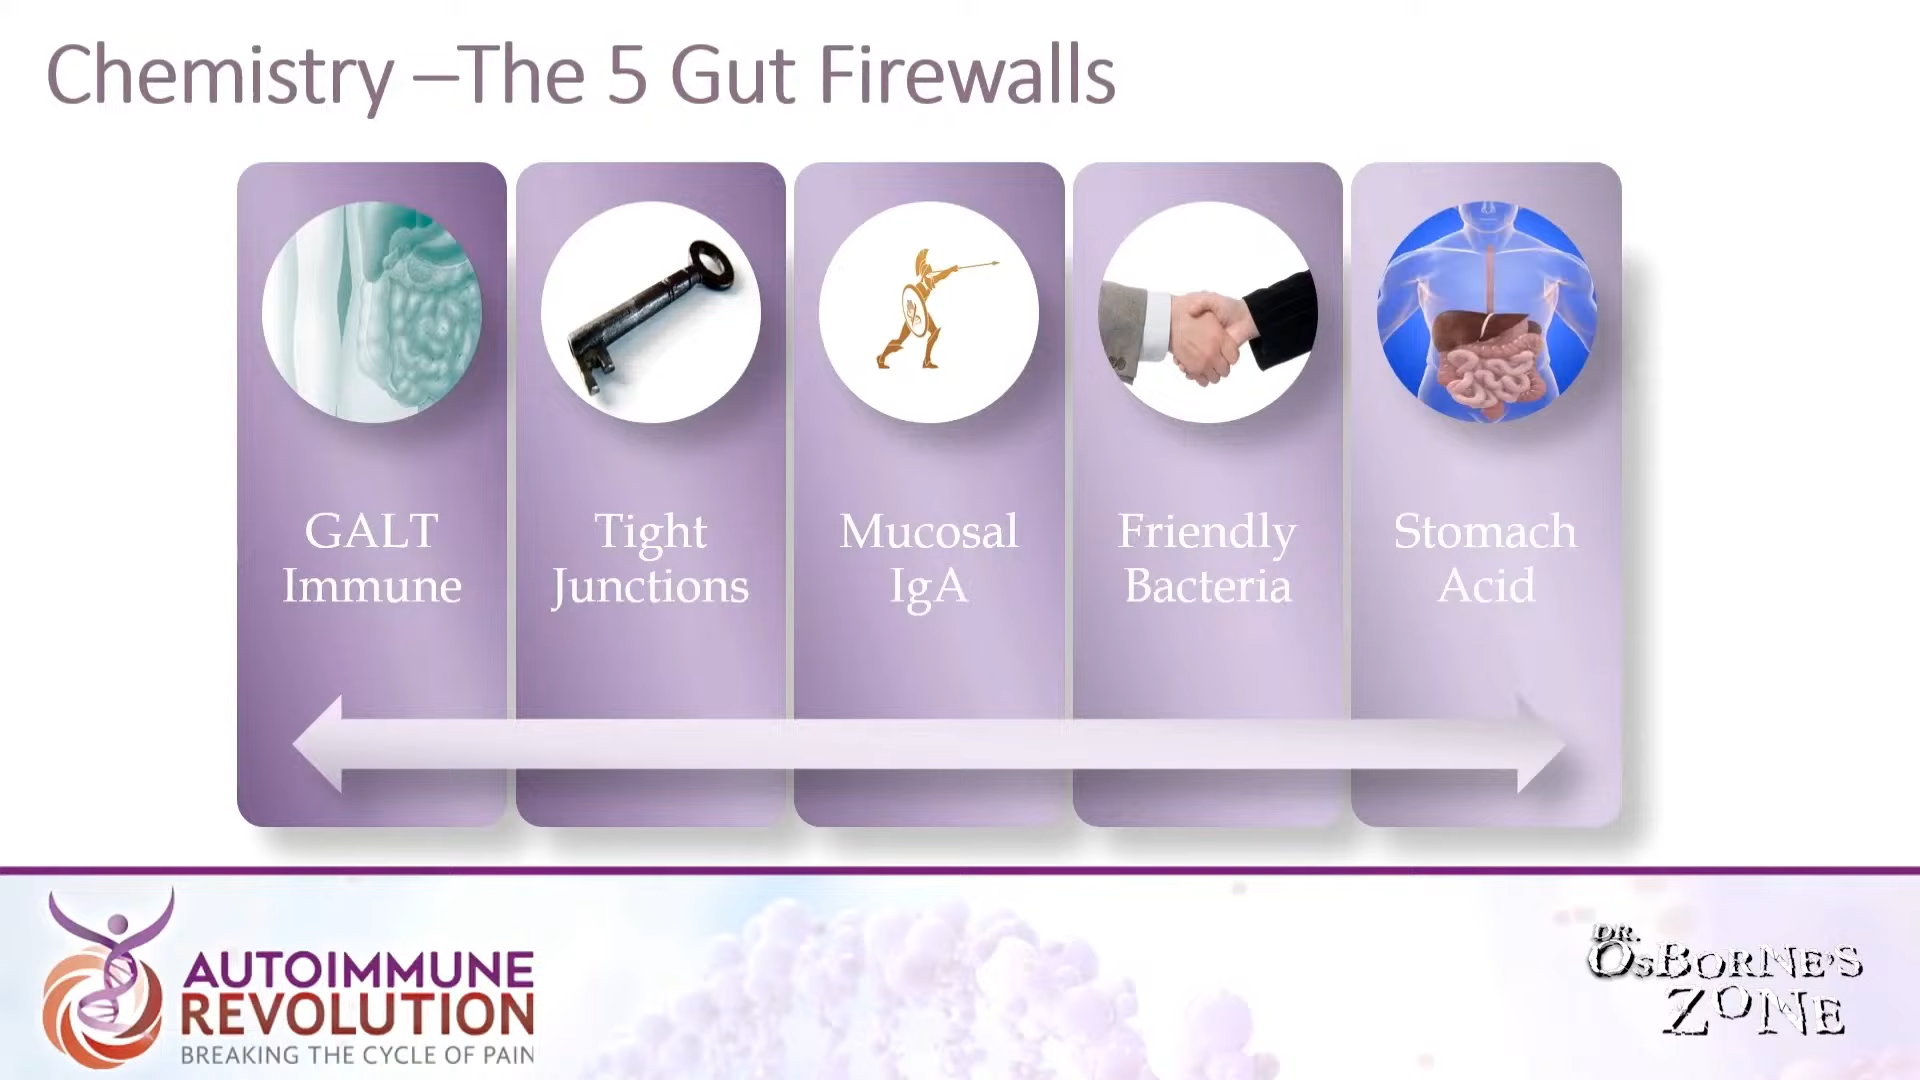 Chemistry –The 5 Gut Firewalls
GALT
Immune
Tight
Junctions
Mucosal
IgA
Friendly
Bacteria
Stomach
Acid
AUTOIMMUNE
REVOLUTION
BREAKING THE CYCLE OF PAIN
DR.
OSBORNE'S
ZONE